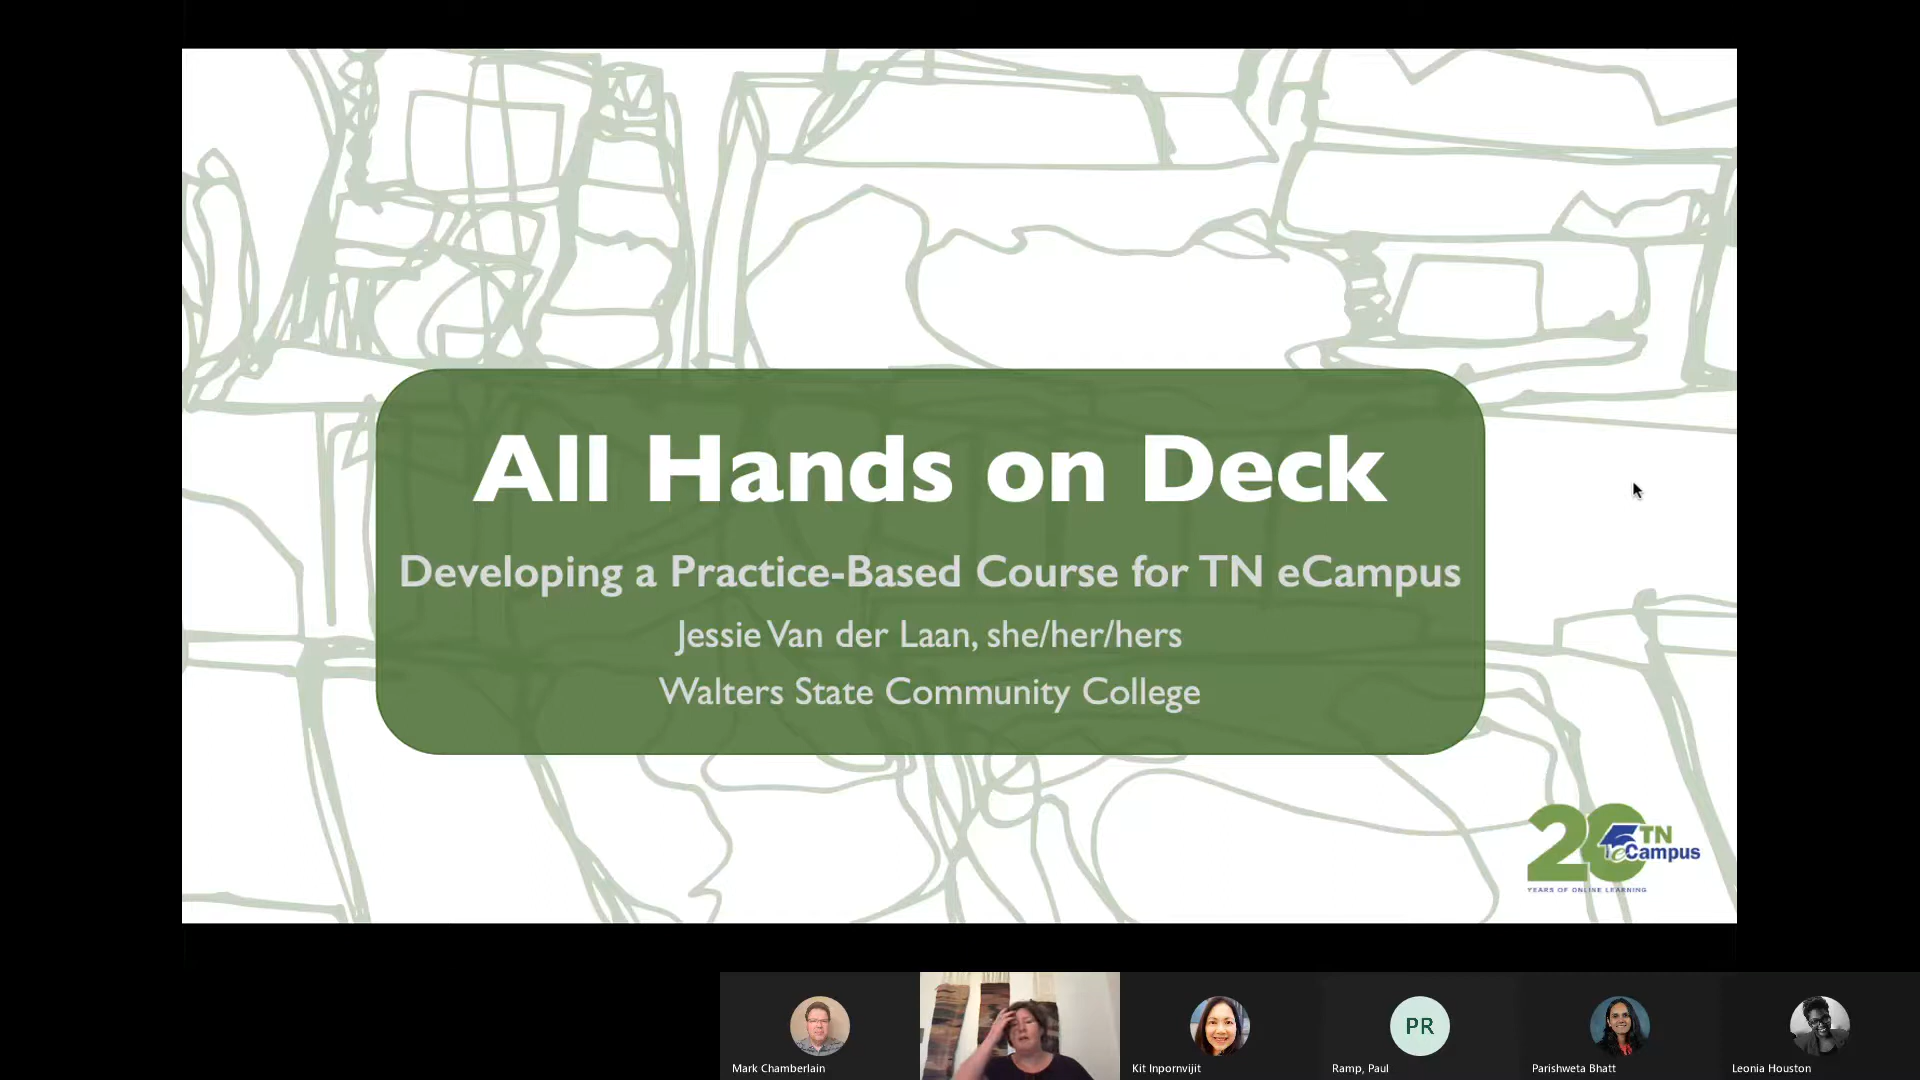 All Hands on Deck
Developing a Practice-Based Course for TN eCampus
Jessie Van der Laan, she/her/hers
Walters State Community College
20 TN
eCampus
YEARS OF ONLINE LEARNING
PR
Mark Chamberlain
Kit Inpornvijit
Ramp, Paul
Parishweta Bhatt
Leonia Houston